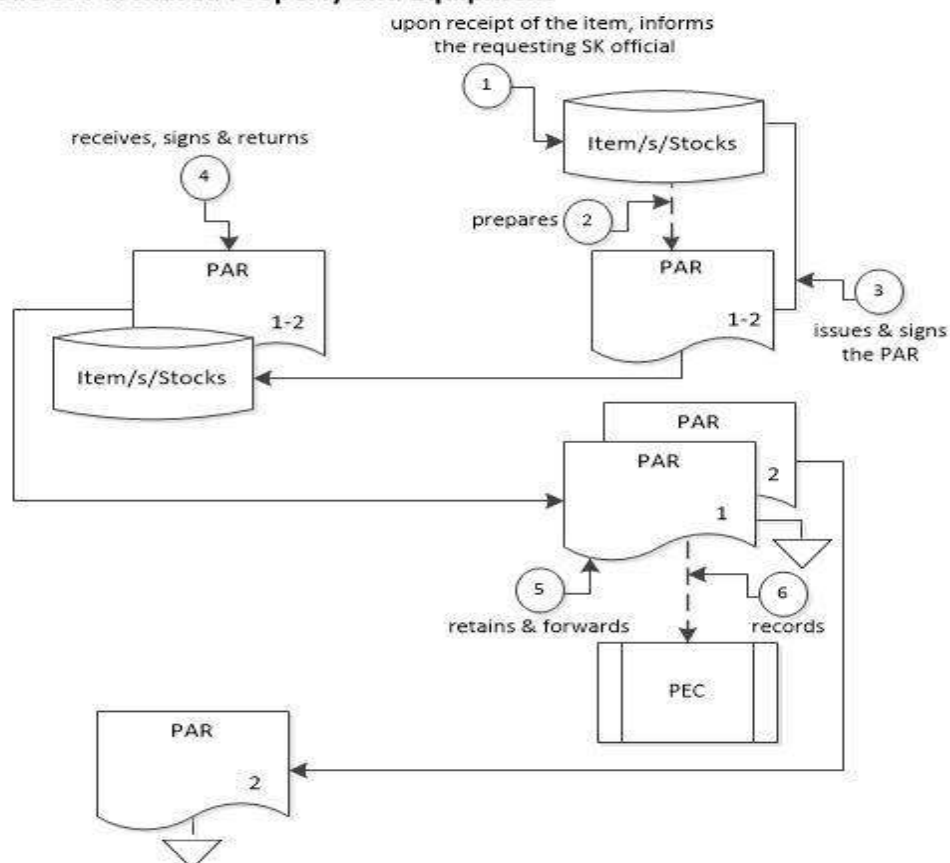 upon receipt of the item, informs
the requesting SK official
1
Item/s/Stocks
receives, signs & returns
4
prepares
2
PAR
1-2
PAR
1-2
3
issues & signs
the PAR
Item/s/Stocks
PAR
2
PAR
1
5
retains & forwards
6
records
PEC
PAR
2